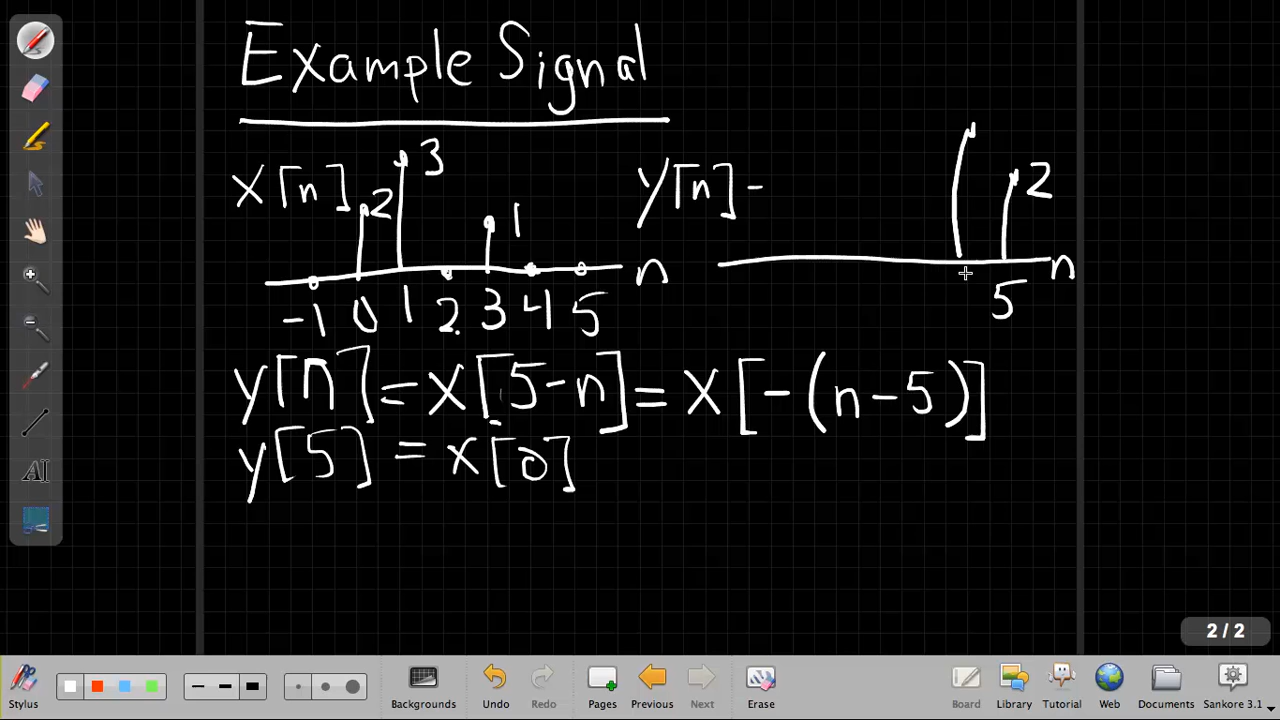 Example Signal
x[n] 2 3 1 n
-1 0 1 2 3 4 5
y[n] - 2 n
5
y[n] = x[5-n] = x[-(n-5)]
y[5] = x[0]
AI
2 / 2
Stylus Backgrounds Undo Redo Pages Previous Next Erase Board Library Tutorial Web Documents Sankore 3.1